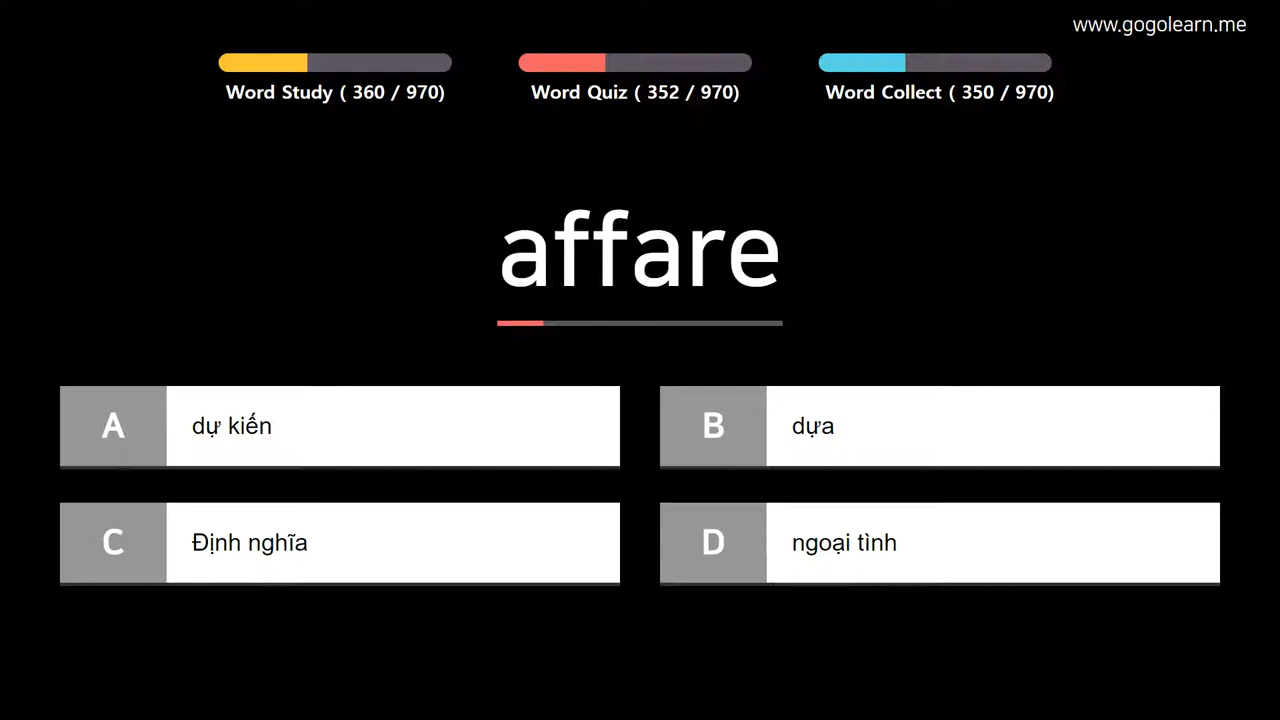 www.gogolearn.me
Word Study ( 360 / 970)
Word Quiz ( 352 / 970)
Word Collect ( 350 / 970)
affare
A dự kiến
B dựa
C Định nghĩa
D ngoại tình